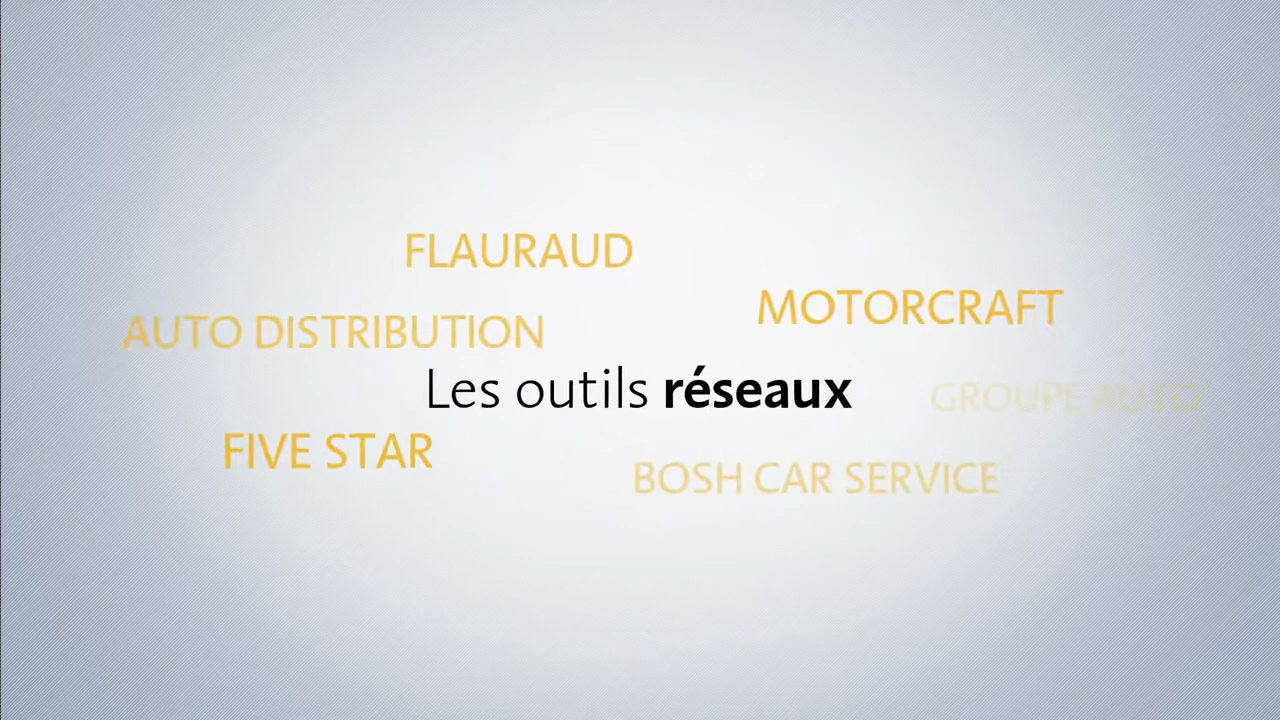 FLAURAUD
MOTORCRAFT
AUTO DISTRIBUTION
Les outils réseaux
GROUPE AUTO
FIVE STAR
BOSH CAR SERVICE